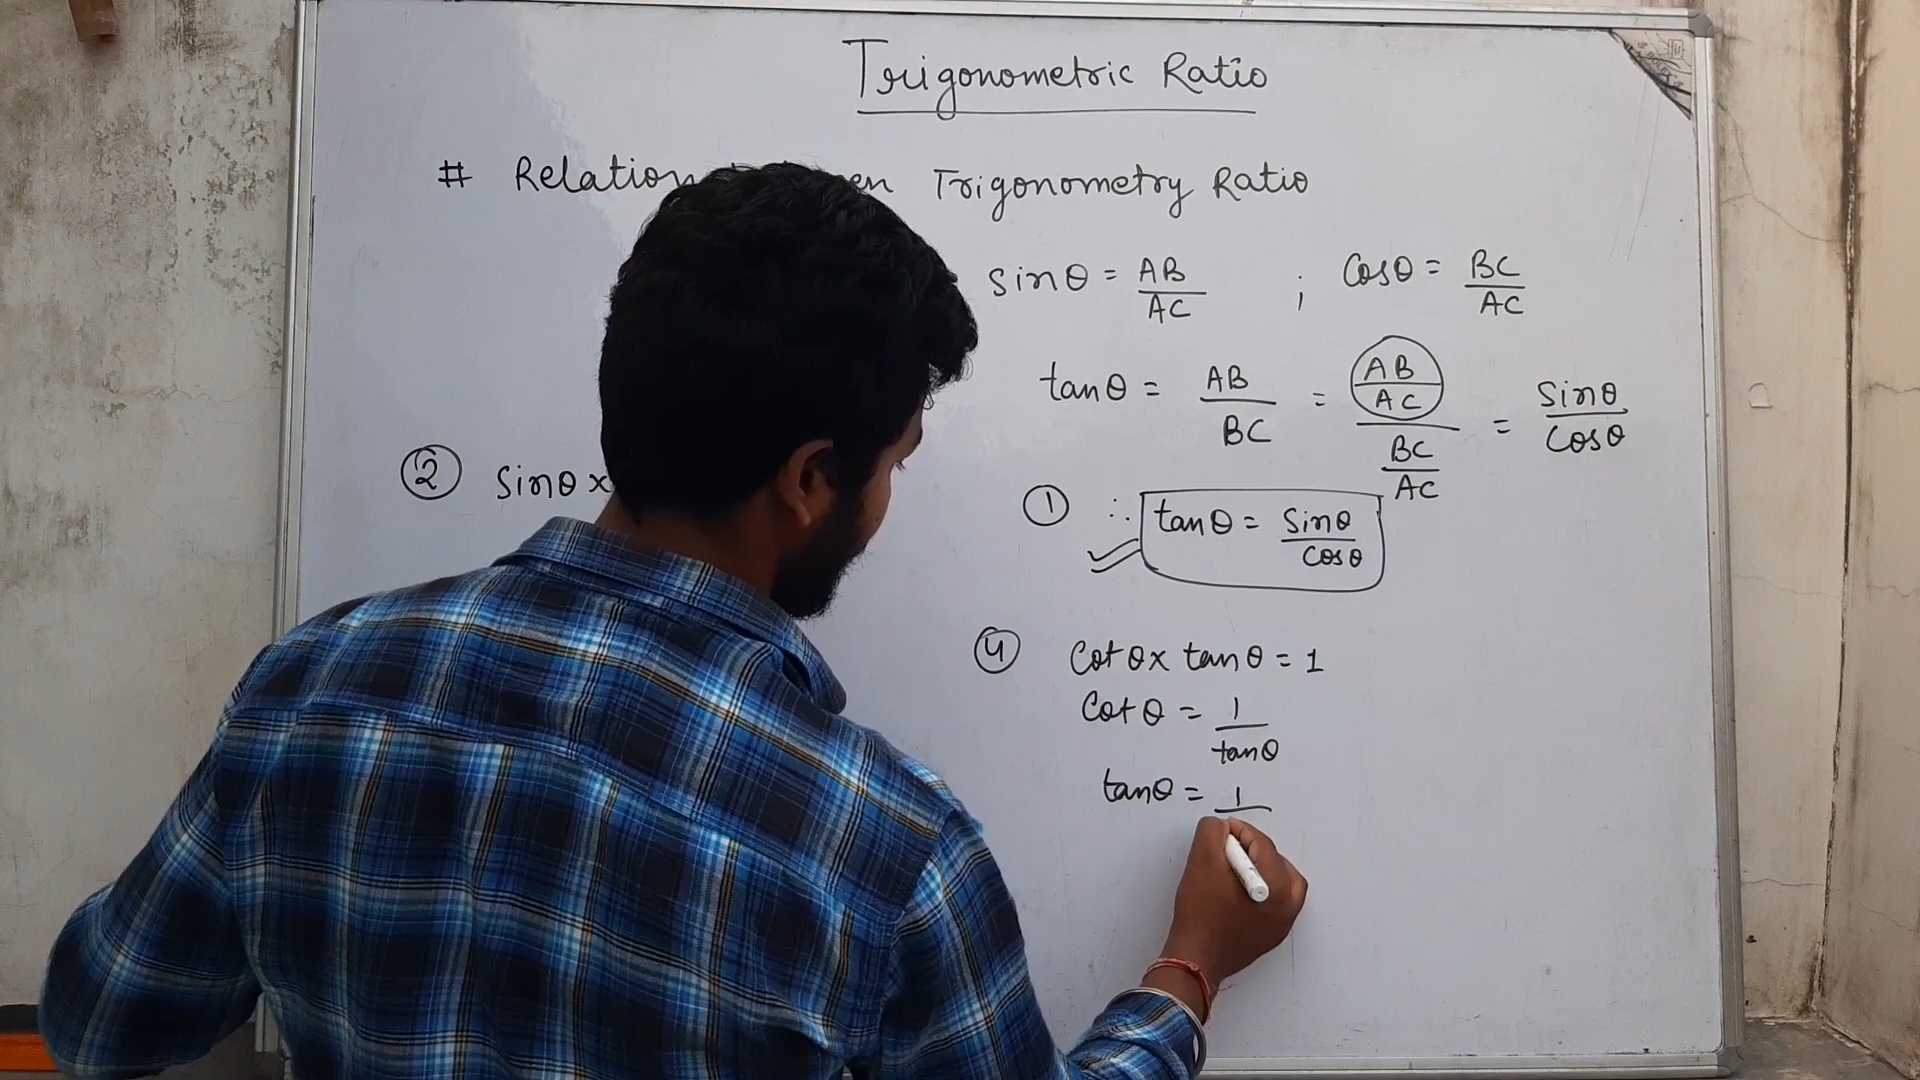 Trigonometric Ratio
# Relation en Trigonometry Ratio
sinθ = AB/AC ; cosθ = BC/AC
tanθ = AB/BC = (AB/AC)/(BC/AC) = sinθ/cosθ
② sinθ x
① ∴ tanθ = sinθ/cosθ
④ cotθ x tanθ = 1
cotθ = 1/tanθ
tanθ = 1/